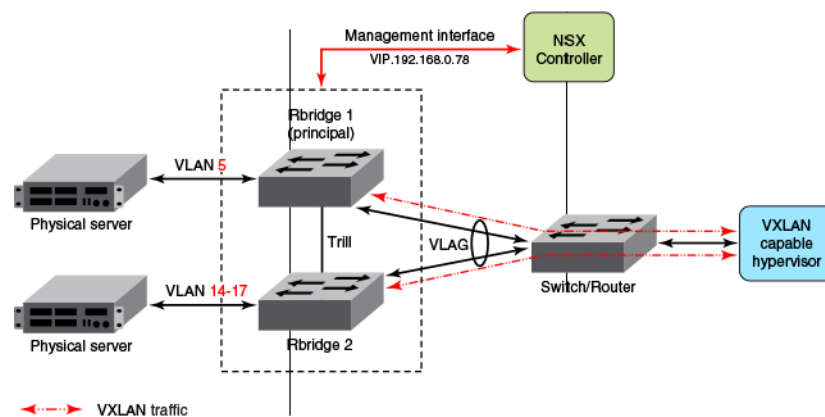 Management interface
VIP.192.168.0.78
NSX
Controller
Rbridge 1
(principal)
VLAN 5
Physical server
Trill
VLAG
Switch/Router
VXLAN
capable
hypervisor
VLAN 14-17
Physical server
Rbridge 2
VXLAN traffic